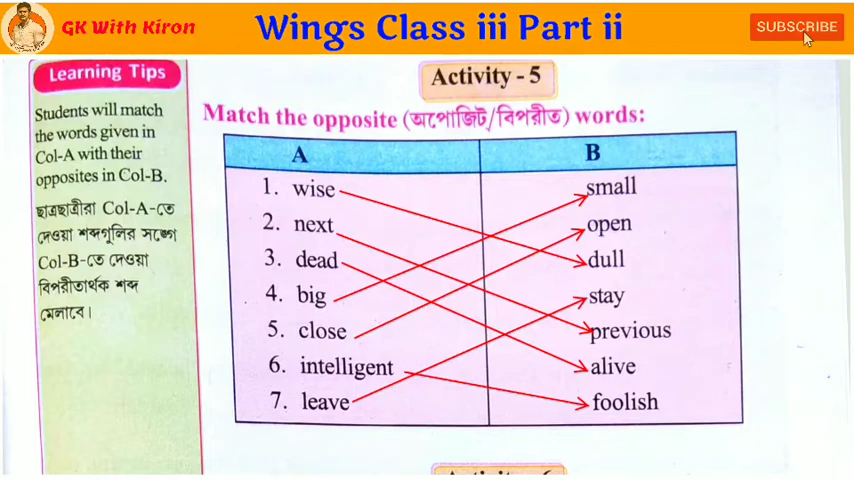 GK With Kiron
Wings Class iii Part ii
SUBSCRIBE
Learning Tips
Students will match
the words given in
Col-A with their
opposites in Col-B.
ছাত্রছাত্রীরা Col-A-তে
দেওয়া শব্দগুলির সঙ্গে
Col-B-তে দেওয়া
বিপরীতার্থক শব্দ
মেলাবে।
Activity - 5
Match the opposite (অপোজিট/বিপরীত) words:
A B
1. wise small
2. next open
3. dead dull
4. big stay
5. close previous
6. intelligent alive
7. leave foolish